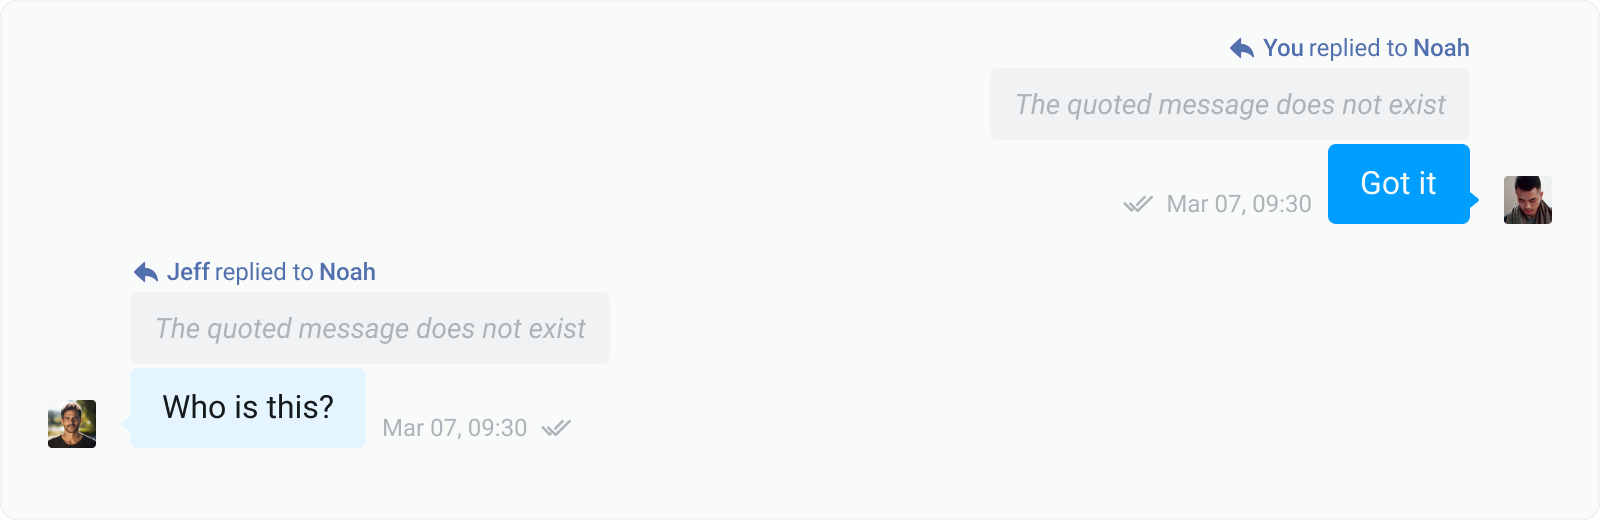 You replied to Noah
The quoted message does not exist
Got it
Mar 07, 09:30
Jeff replied to Noah
The quoted message does not exist
Who is this?
Mar 07, 09:30